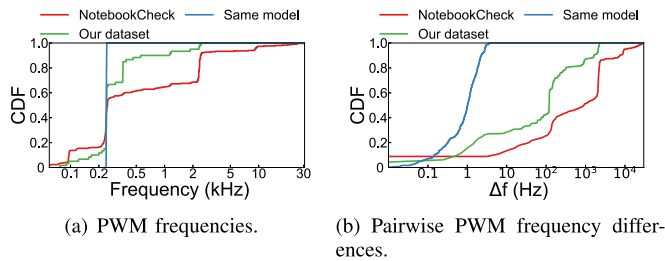 NotebookCheck Same model
Our dataset
CDF
1.0
0.8
0.6
0.4
0.2
0
0.1 0.2 0.5 1 2 5 10 30
Frequency (kHz)
(a) PWM frequencies.
NotebookCheck Same model
Our dataset
CDF
1.0
0.8
0.6
0.4
0.2
0
0.1 1 10 10² 10³ 10⁴
Δf (Hz)
(b) Pairwise PWM frequency differ-
ences.